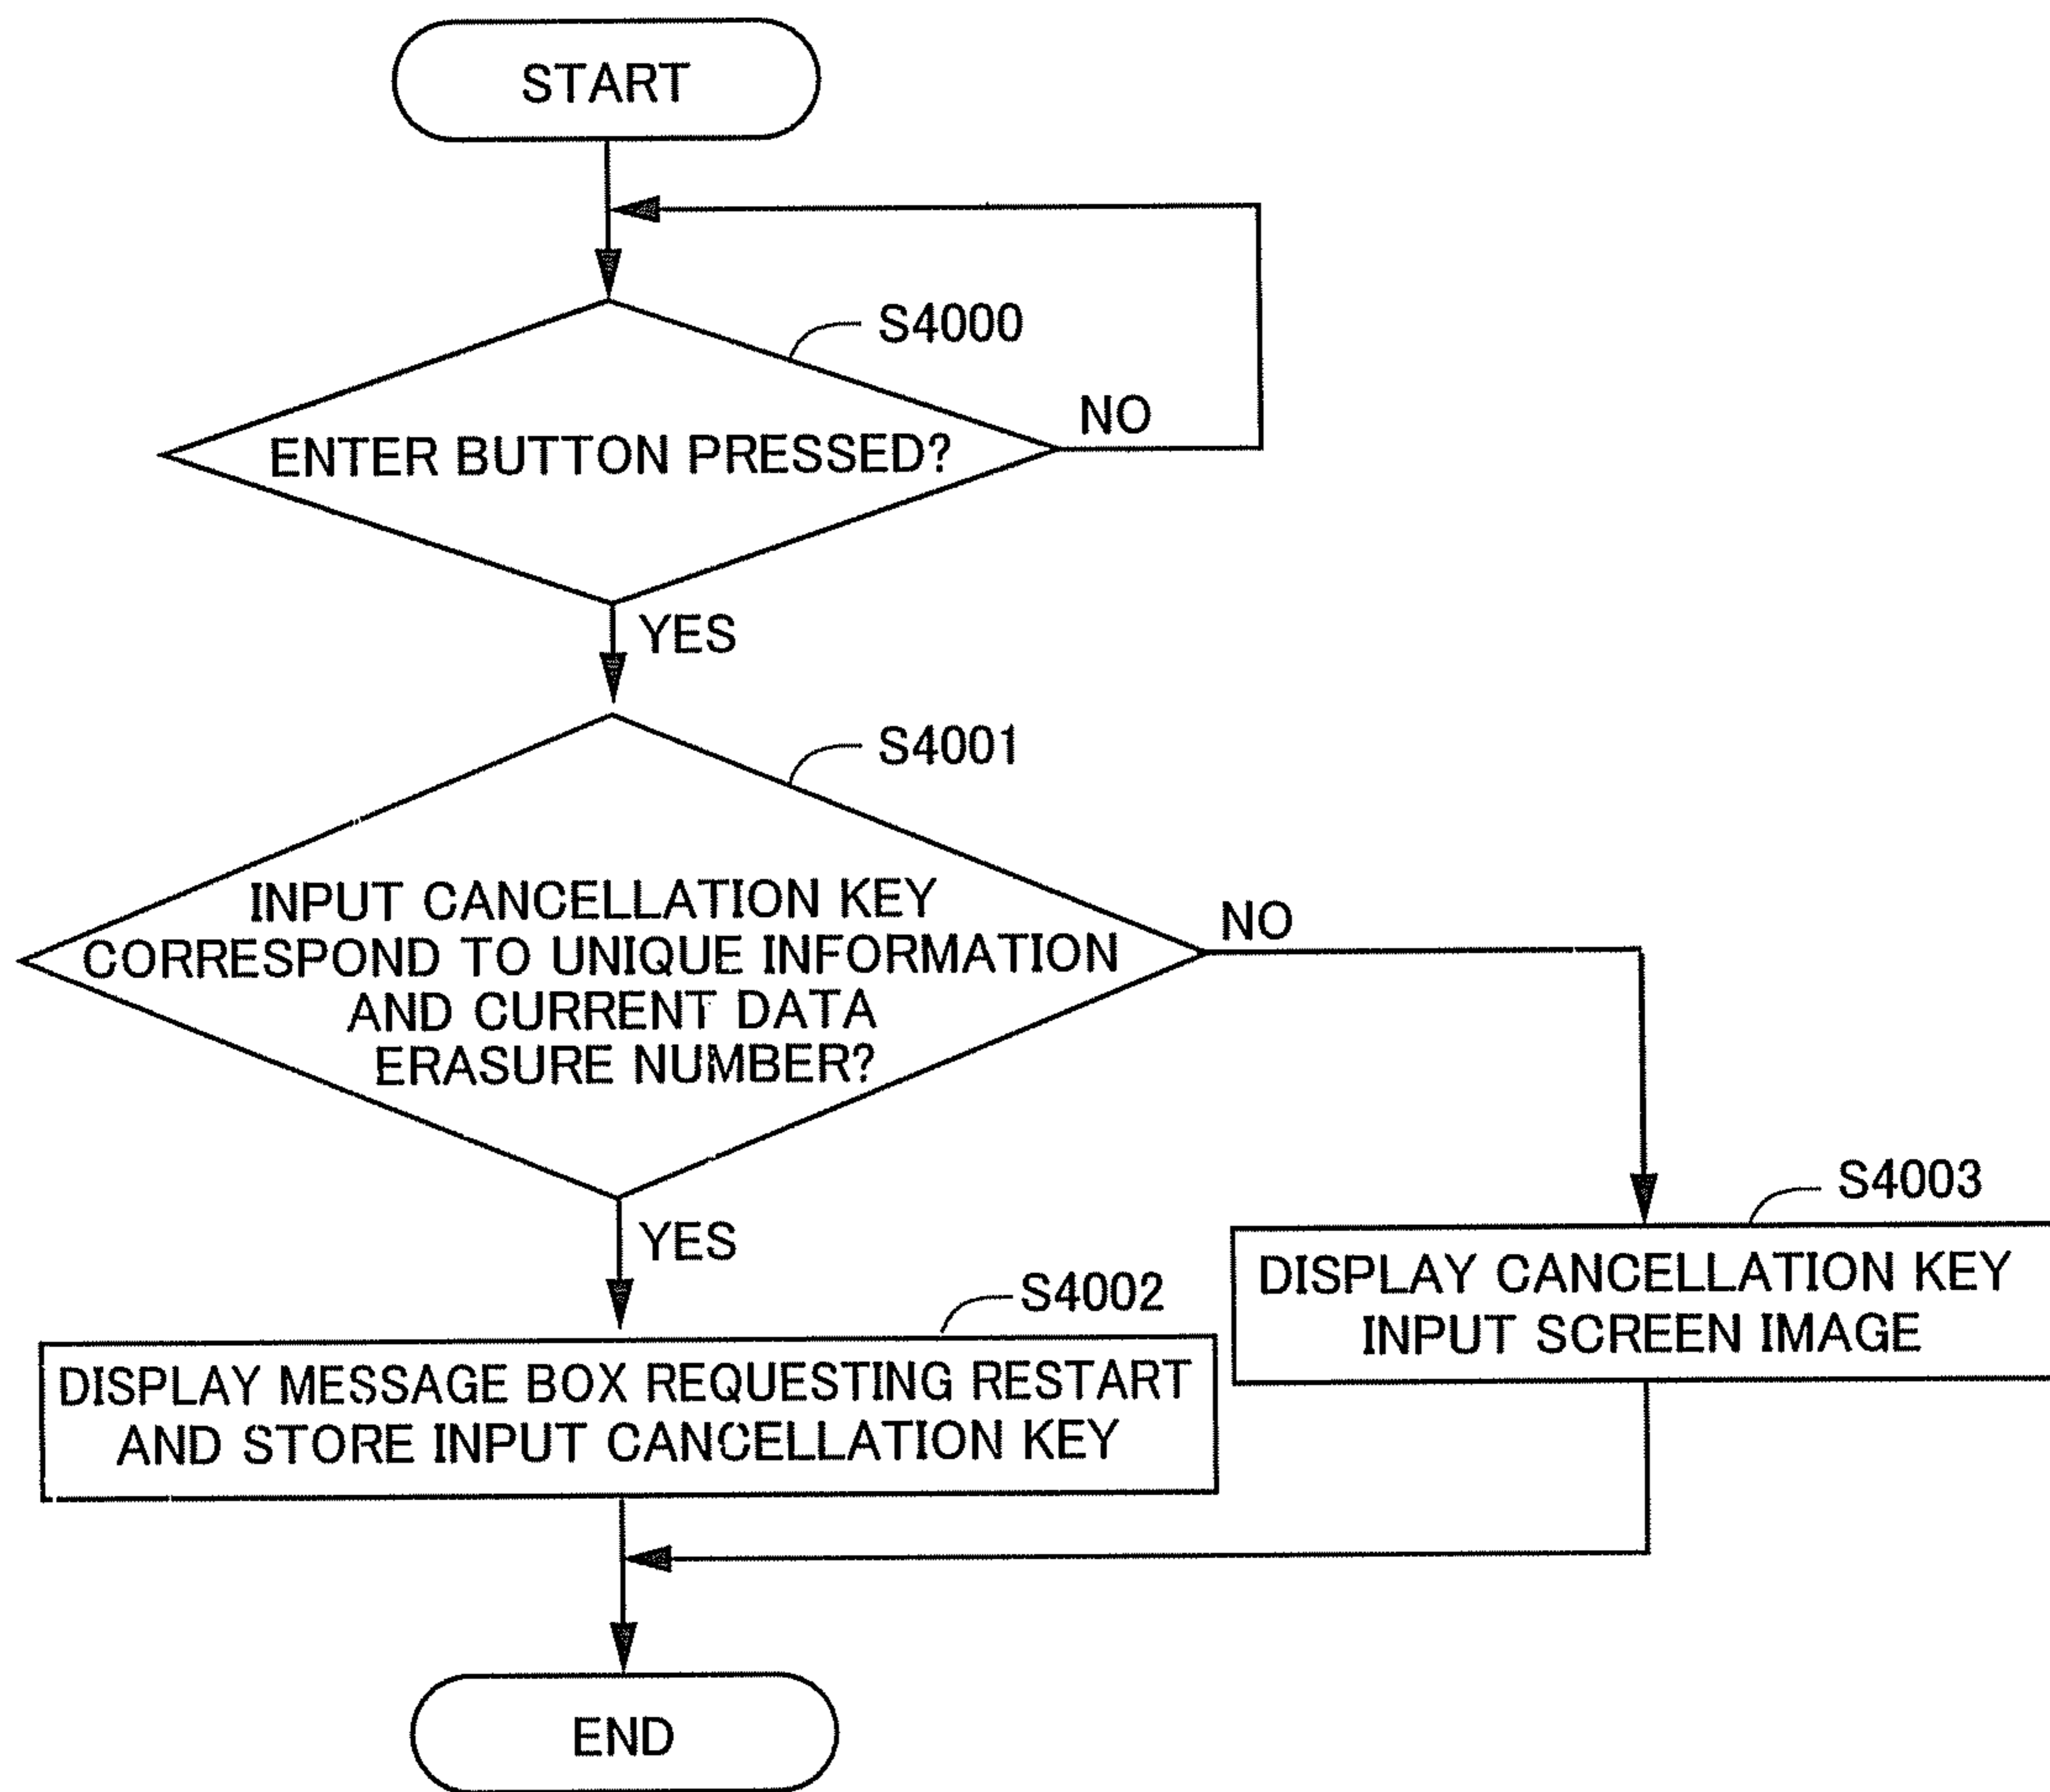 START
S4000
NO
ENTER BUTTON PRESSED?
YES
S4001
INPUT CANCELLATION KEY
CORRESPOND TO UNIQUE INFORMATION
AND CURRENT DATA
ERASURE NUMBER?
NO
YES
S4003
DISPLAY CANCELLATION KEY
INPUT SCREEN IMAGE
S4002
DISPLAY MESSAGE BOX REQUESTING RESTART
AND STORE INPUT CANCELLATION KEY
END